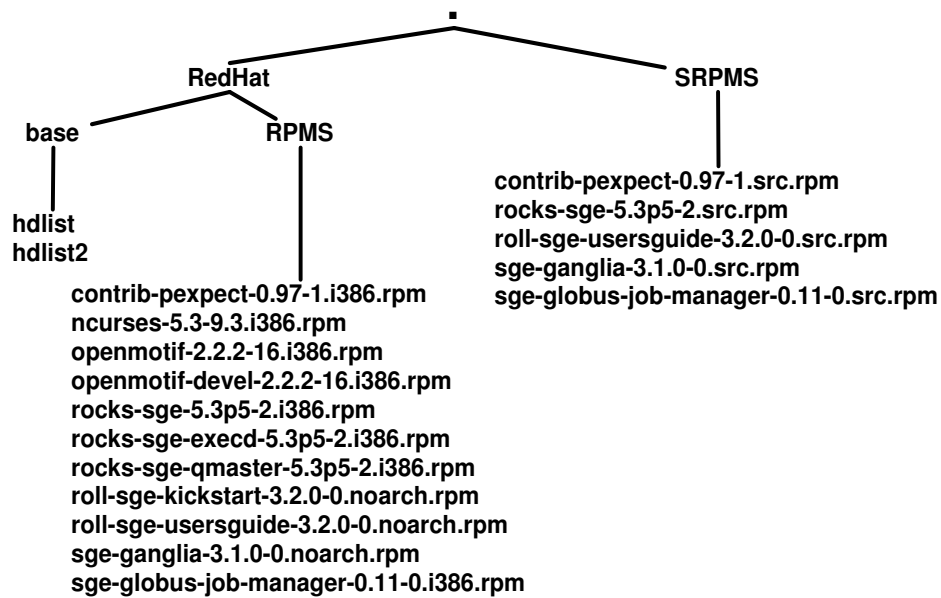 .
RedHat
SRPMS
base
RPMS
hdlist
hdlist2
contrib-pexpect-0.97-1.i386.rpm
ncurses-5.3-9.3.i386.rpm
openmotif-2.2.2-16.i386.rpm
openmotif-devel-2.2.2-16.i386.rpm
rocks-sge-5.3p5-2.i386.rpm
rocks-sge-execd-5.3p5-2.i386.rpm
rocks-sge-qmaster-5.3p5-2.i386.rpm
roll-sge-kickstart-3.2.0-0.noarch.rpm
roll-sge-usersguide-3.2.0-0.noarch.rpm
sge-ganglia-3.1.0-0.noarch.rpm
sge-globus-job-manager-0.11-0.i386.rpm
contrib-pexpect-0.97-1.src.rpm
rocks-sge-5.3p5-2.src.rpm
roll-sge-usersguide-3.2.0-0.src.rpm
sge-ganglia-3.1.0-0.src.rpm
sge-globus-job-manager-0.11-0.src.rpm